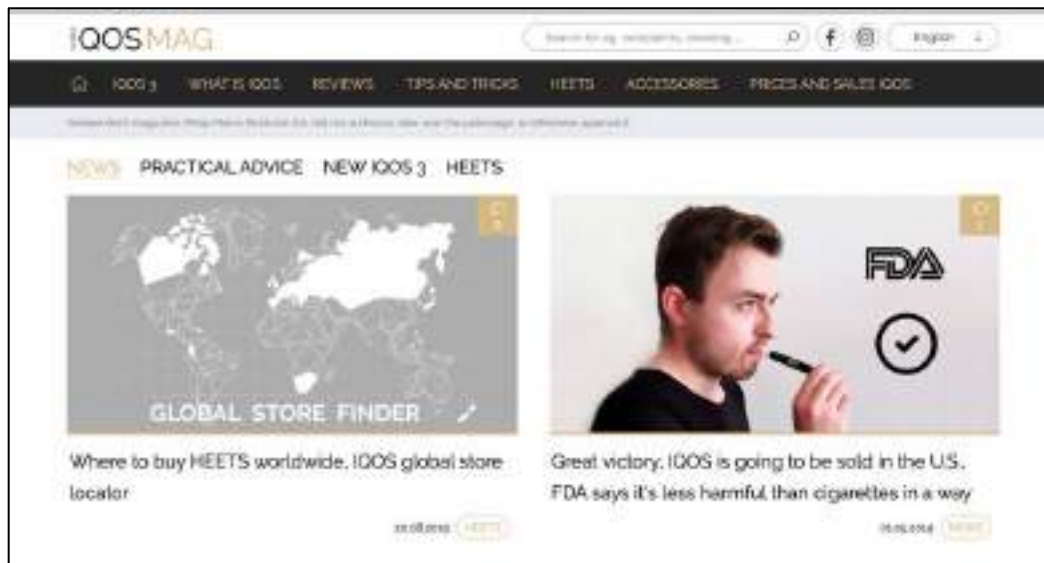 IQOSMAG
English
IQOS 3 WHAT IS IQOS REVIEWS TIPS AND TRICKS HEETS ACCESSORIES PRICES AND SALES IQOS
NEWS PRACTICAL ADVICE NEW IQOS 3 HEETS
GLOBAL STORE FINDER
FDA
Where to buy HEETS worldwide, IQOS global store
locator
HEETS
Great victory, IQOS is going to be sold in the U.S.,
FDA says it's less harmful than cigarettes in a way
NEWS